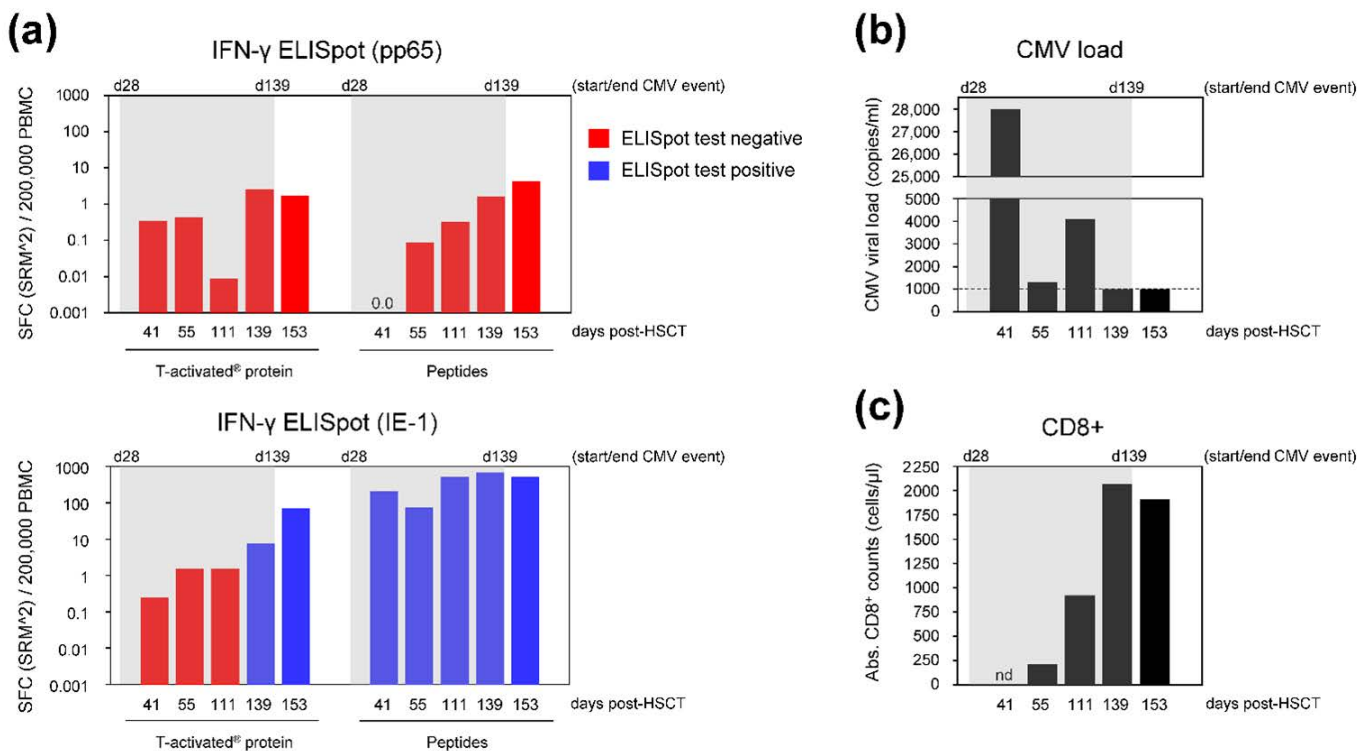 (a)
IFN-γ ELISpot (pp65)
d28 d139 d28 d139 (start/end CMV event)
SFC (SRM^2) / 200,000 PBMC
1000
100
10
1
0.1
0.01
0.001
0.0
41 55 111 139 153 41 55 111 139 153 days post-HSCT
T-activated® protein Peptides
ELISpot test negative
ELISpot test positive
IFN-γ ELISpot (IE-1)
d28 d139 d28 d139 (start/end CMV event)
SFC (SRM^2) / 200,000 PBMC
1000
100
10
1
0.1
0.01
0.001
41 55 111 139 153 41 55 111 139 153 days post-HSCT
T-activated® protein Peptides
(b)
CMV load
d28 d139 (start/end CMV event)
CMV viral load (copies/ml)
28,000
27,000
26,000
25,000
5000
4000
3000
2000
1000
0
41 55 111 139 153 days post-HSCT
(c)
CD8+
d28 d139 (start/end CMV event)
Abs. CD8⁺ counts (cells/µl)
2250
2000
1750
1500
1250
1000
750
500
250
0
nd
41 55 111 139 153 days post-HSCT